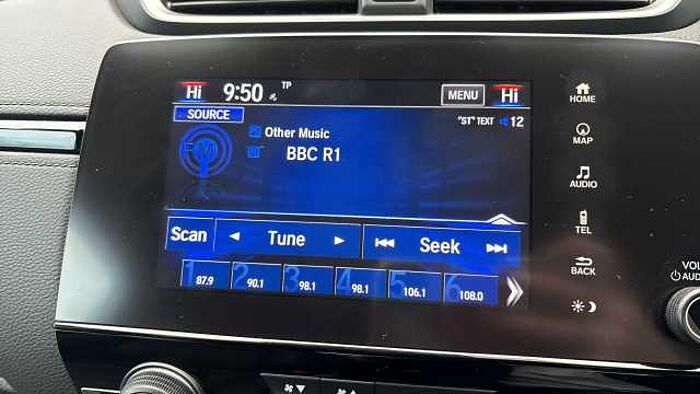 Hi 9:50 TP MENU Hi
SOURCE
"ST" TEXT 12
FM
Other Music
BBC R1
Scan Tune Seek
1 87.9 2 90.1 3 98.1 4 98.1 5 106.1 6 108.0
HOME
MAP
AUDIO
TEL
BACK
VOL
AUD